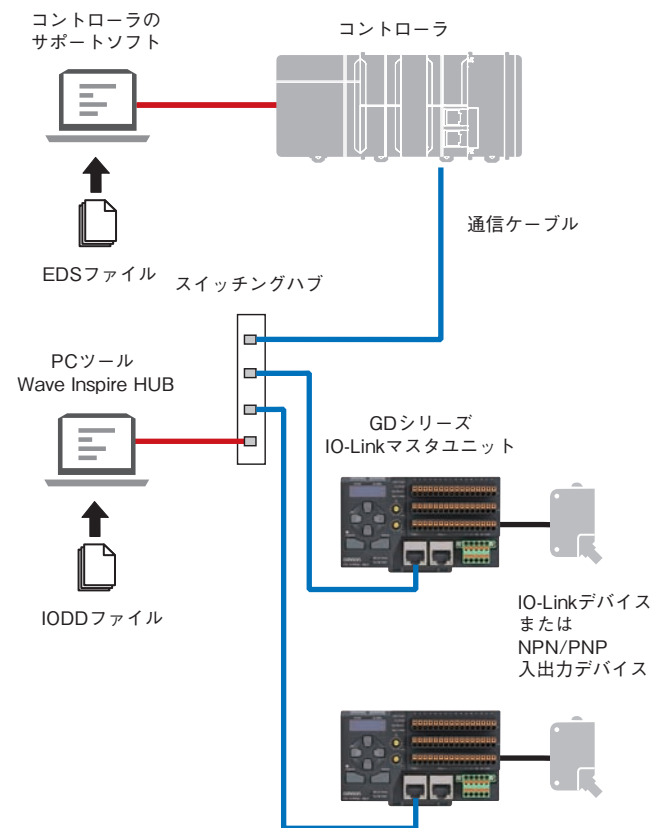 コントローラの
サポートソフト
コントローラ
通信ケーブル
EDSファイル
スイッチングハブ
PCツール
Wave Inspire HUB
GDシリーズ
IO-Linkマスタユニット
IODDファイル
IO-Linkデバイス
または
NPN/PNP
入出力デバイス